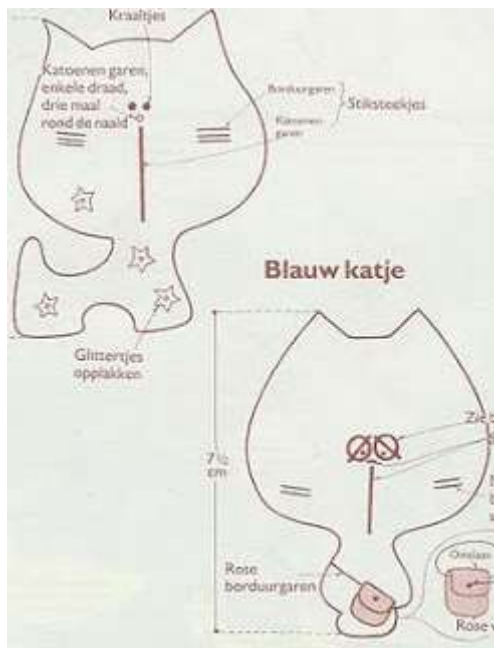 Kraaltjes
Katoenen garen,
enkele draad,
drie maal
rond de naald
Borduurgaren
Stiksteekjes
Katoenen
garen
Glittertjes
opplakken
Blauw katje
7½
cm
Rose
borduurgaren
Rose